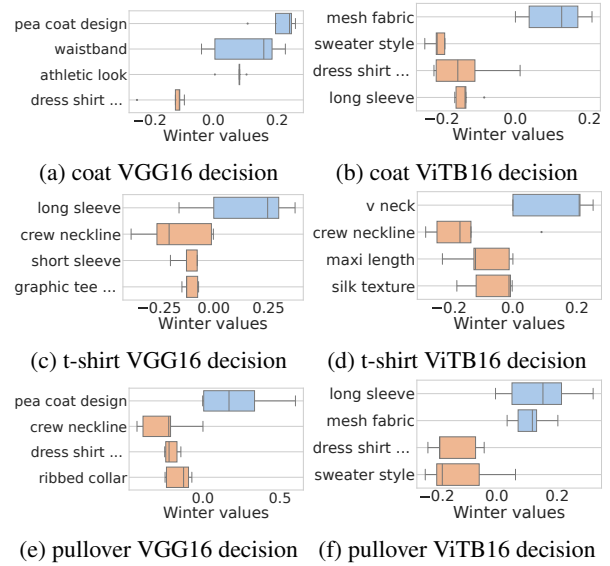 pea coat design
waistband
athletic look
dress shirt ...
−0.2 0.0 0.2
Winter values
(a) coat VGG16 decision
mesh fabric
sweater style
dress shirt ...
long sleeve
−0.2 0.0 0.2
Winter values
(b) coat ViTB16 decision
long sleeve
crew neckline
short sleeve
graphic tee ...
−0.25 0.00 0.25
Winter values
(c) t-shirt VGG16 decision
v neck
crew neckline
maxi length
silk texture
−0.2 0.0 0.2
Winter values
(d) t-shirt ViTB16 decision
pea coat design
crew neckline
dress shirt ...
ribbed collar
0.0 0.5
Winter values
(e) pullover VGG16 decision
long sleeve
mesh fabric
dress shirt ...
sweater style
−0.2 0.0 0.2
Winter values
(f) pullover ViTB16 decision